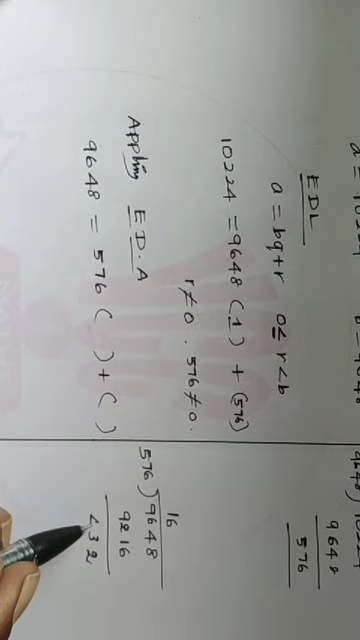 EDL
a = bq+r 0 ≤ r < b
10224 = 9648 (1) + (576)
r ≠ 0 . 576 ≠ 0.
Appling E.D.A
9648 = 576 ( ) + ( )
9648
576
16
576) 9648
9216
432